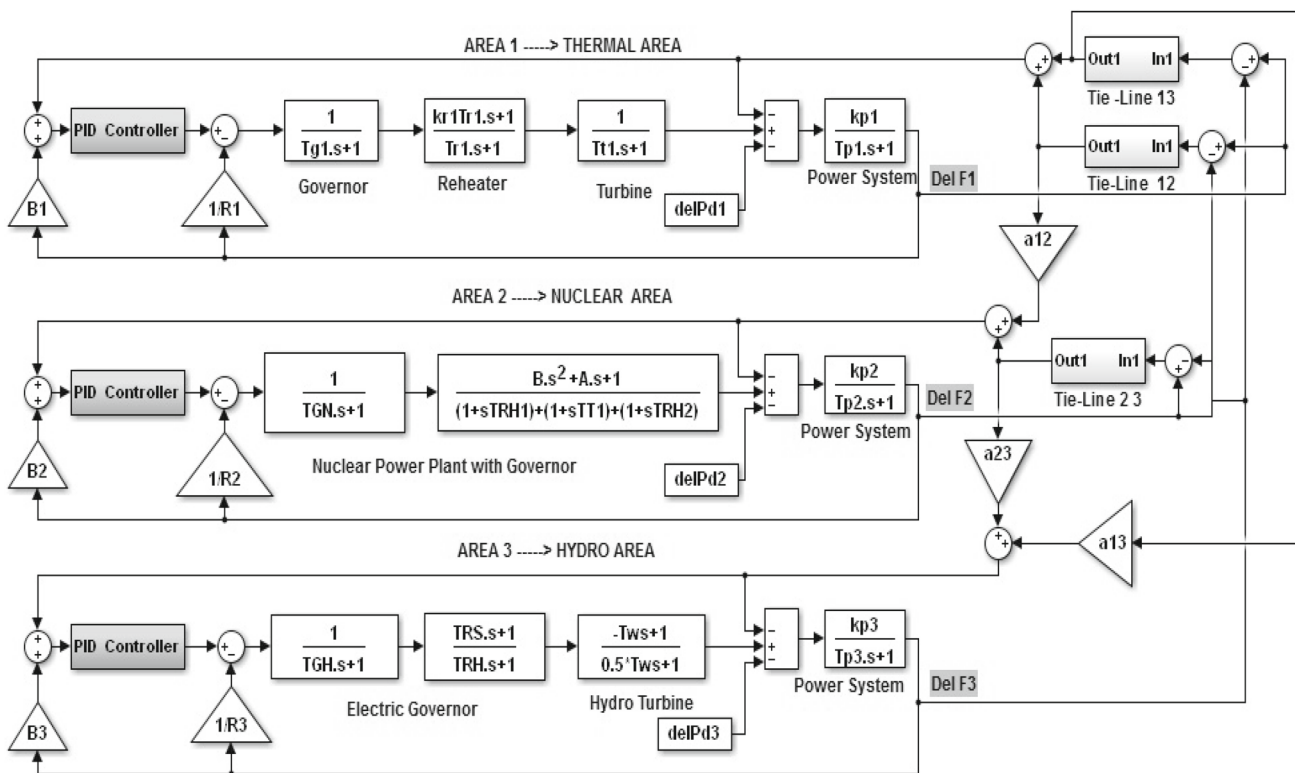 AREA 1 -----> THERMAL AREA
+
+
PID Controller
+
−
1
Tg1.s+1
Governor
kr1Tr1.s+1
Tr1.s+1
Reheater
1
Tt1.s+1
Turbine
−
+
−
kp1
Tp1.s+1
Power System
Del F1
delPd1
B1
1/R1
+
+
Out1 In1
Tie -Line 13
+
−
Out1 In1
Tie-Line 12
+
−
a12
AREA 2 -----> NUCLEAR AREA
+
+
PID Controller
+
−
1
TGN.s+1
B.s2+A.s+1
(1+sTRH1)+(1+sTT1)+(1+sTRH2)
Nuclear Power Plant with Governor
−
+
−
kp2
Tp2.s+1
Power System
Del F2
delPd2
B2
1/R2
+
+
Out1 In1
Tie-Line 2 3
−
+
a23
AREA 3 -----> HYDRO AREA
+
+
a13
+
+
PID Controller
+
−
1
TGH.s+1
TRS.s+1
TRH.s+1
Electric Governor
-Tws+1
0.5*Tws+1
Hydro Turbine
−
+
−
kp3
Tp3.s+1
Power System
Del F3
delPd3
B3
1/R3